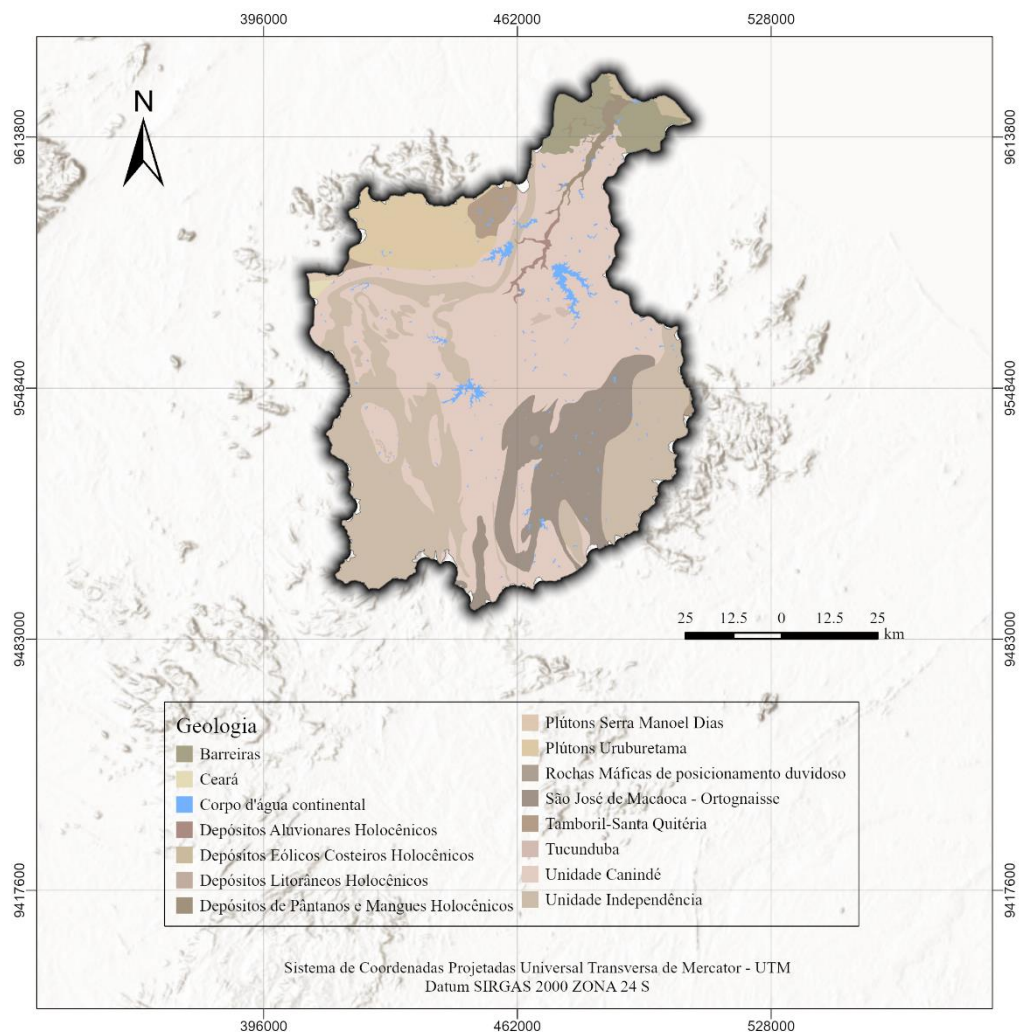 396000 462000 528000
N
9613800 9613800
9548400 9548400
25 12.5 0 12.5 25
km
9483000 9483000
Geologia
Barreiras
Ceará
Corpo d'água continental
Depósitos Aluvionares Holocênicos
Depósitos Eólicos Costeiros Holocênicos
Depósitos Litorâneos Holocênicos
Depósitos de Pântanos e Mangues Holocênicos
Plútons Serra Manoel Dias
Plútons Uruburetama
Rochas Máficas de posicionamento duvidoso
São José de Macaoca - Ortognaisse
Tamboril-Santa Quitéria
Tucunduba
Unidade Canindé
Unidade Independência
9417600 9417600
Sistema de Coordenadas Projetadas Universal Transversa de Mercator - UTM
Datum SIRGAS 2000 ZONA 24 S
396000 462000 528000